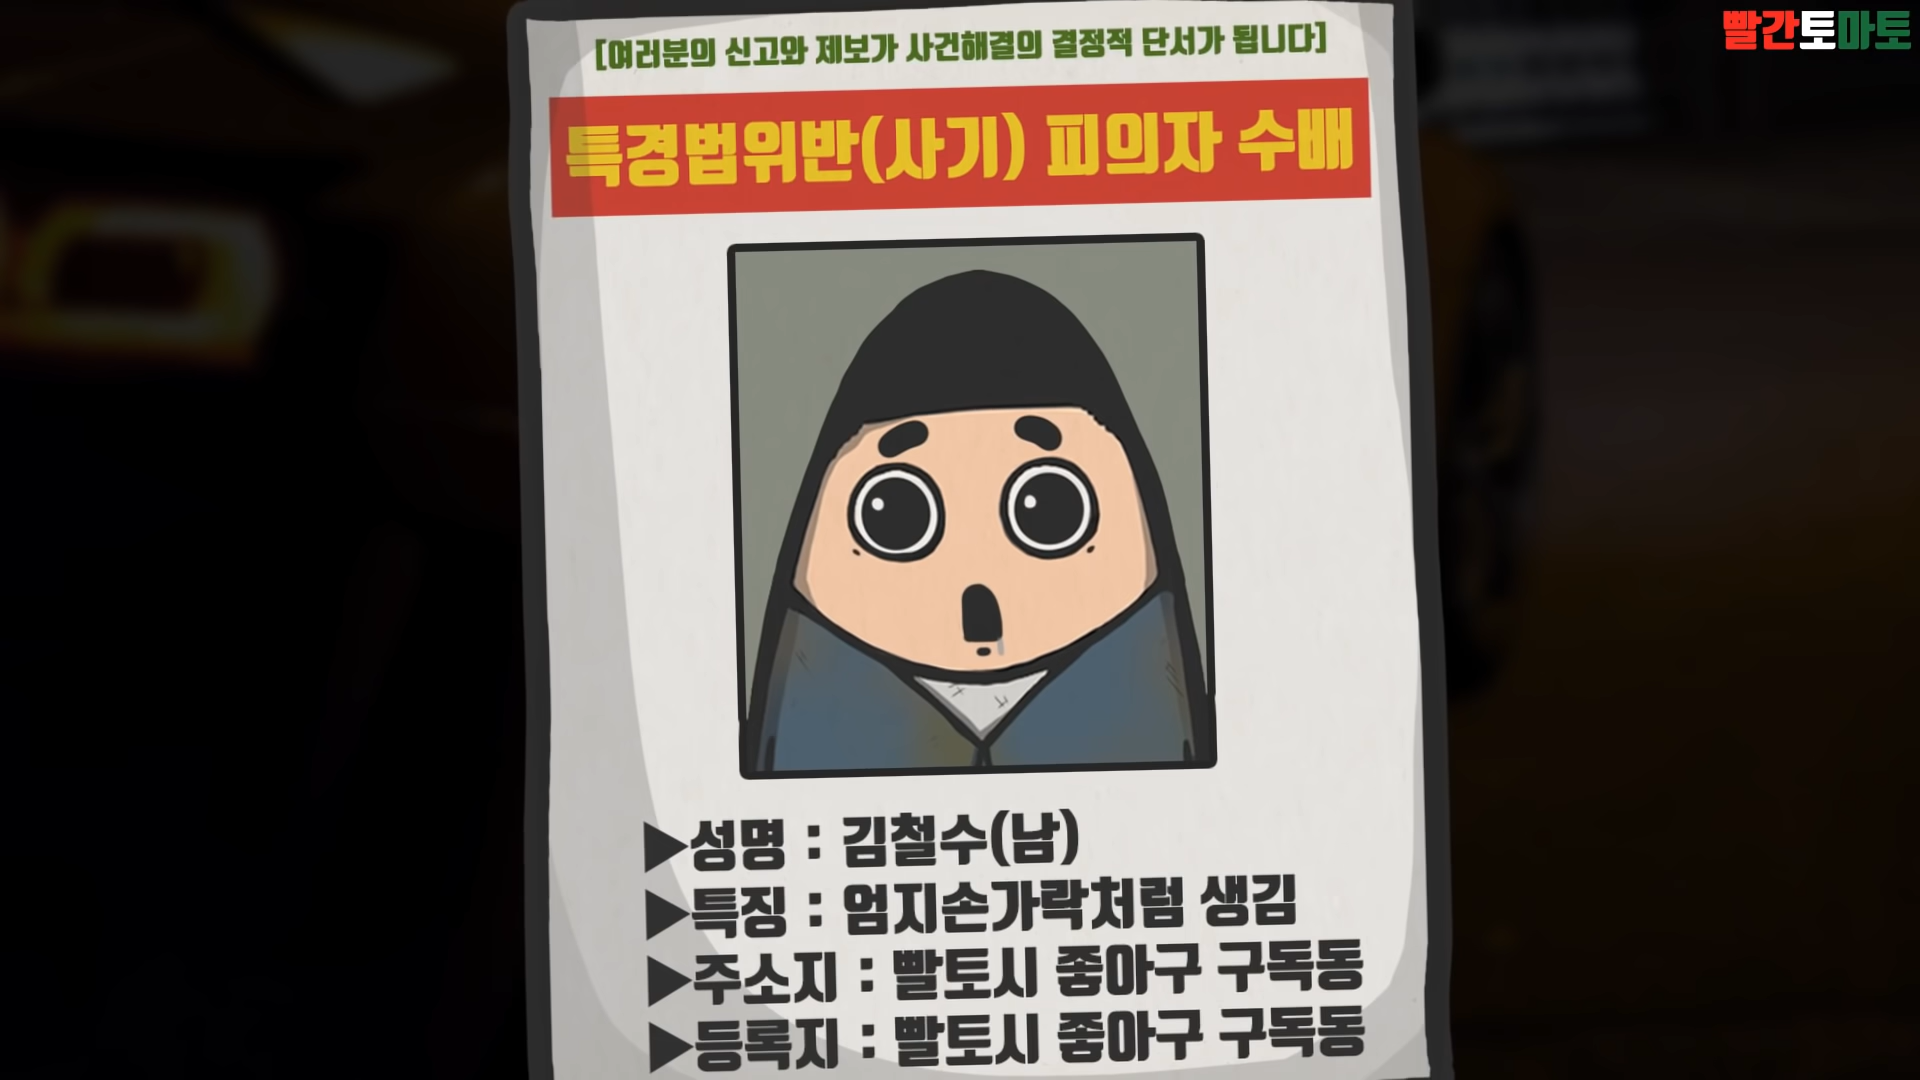 빨간토마토
[여러분의 신고와 제보가 사건해결의 결정적 단서가 됩니다]
특경법위반(사기) 피의자 수배
▶성명 : 김철수(남)
▶특징 : 엄지손가락처럼 생김
▶주소지 : 빨토시 좋아구 구독동
▶등록지 : 빨토시 좋아구 구독동